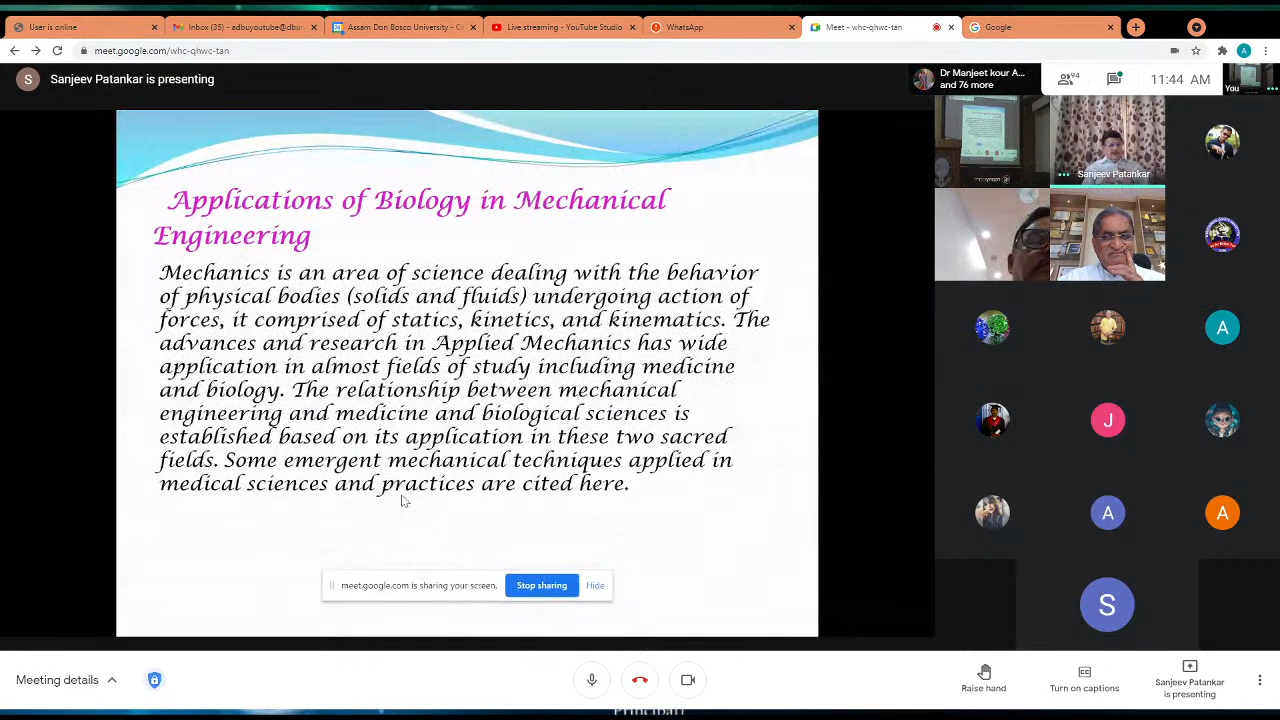 User is online
Inbox (35) - adbuyoutube@dbun
Assam Don Bosco University - Ca
Live streaming - YouTube Studio
WhatsApp
Meet - whc-qhwc-tan
Google
meet.google.com/whc-qhwc-tan
A
S
Sanjeev Patankar is presenting
Dr Manjeet kour A...
and 76 more
94
11:44 AM
You
Applications of Biology in Mechanical
Engineering
Mechanics is an area of science dealing with the behavior
of physical bodies (solids and fluids) undergoing action of
forces, it comprised of statics, kinetics, and kinematics. The
advances and research in Applied Mechanics has wide
application in almost fields of study including medicine
and biology. The relationship between mechanical
engineering and medicine and biological sciences is
established based on its application in these two sacred
fields. Some emergent mechanical techniques applied in
medical sciences and practices are cited here.
meet.google.com is sharing your screen.
Stop sharing
Hide
Sanjeev Patankar
A
J
A
A
S
Meeting details
Raise hand
Turn on captions
Sanjeev Patankar
is presenting